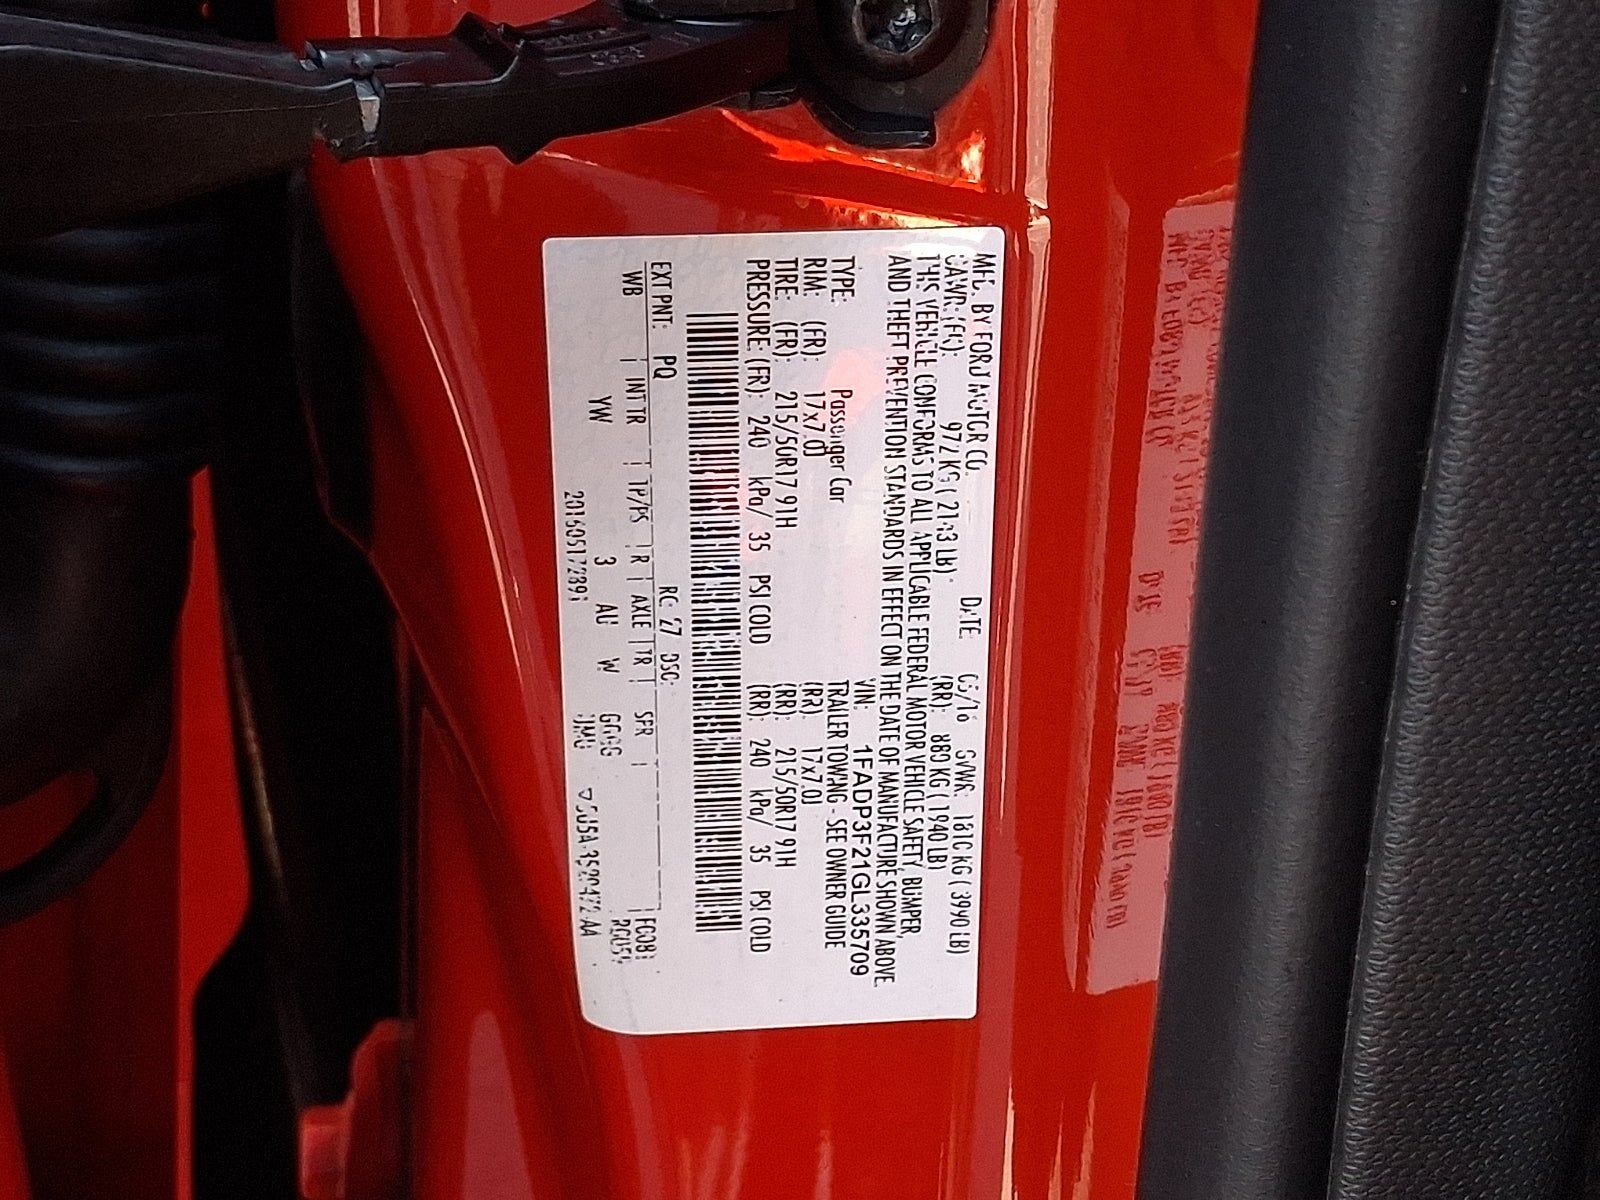 MFD. BY FORD MOTOR CO.
DATE: 05/16 GVWR: 1810 KG ( 3990 LB)
GAWR: (FR): 972 KG ( 2143 LB) (RR): 880 KG ( 1940 LB)
THIS VEHICLE CONFORMS TO ALL APPLICABLE FEDERAL MOTOR VEHICLE SAFETY, BUMPER,
AND THEFT PREVENTION STANDARDS IN EFFECT ON THE DATE OF MANUFACTURE SHOWN ABOVE.
VIN: 1FADP3F21GL335709
TYPE: Passenger Car TRAILER TOWING - SEE OWNER GUIDE
RIM: (FR): 17x7.0J (RR): 17x7.0J
TIRE: (FR): 215/50R17 91H (RR): 215/50R17 91H
PRESSURE: (FR): 240 kPa/ 35 PSI COLD (RR): 240 kPa/ 35 PSI COLD
RC: 27 DSO:
EXT PNT: PQ FC081
WB INT TR TP/PS R AXLE TR SPR
YW 3 AU W